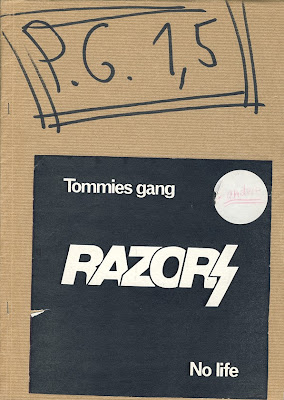 P.G. 1,5
Tommies gang
RAZORS
No life